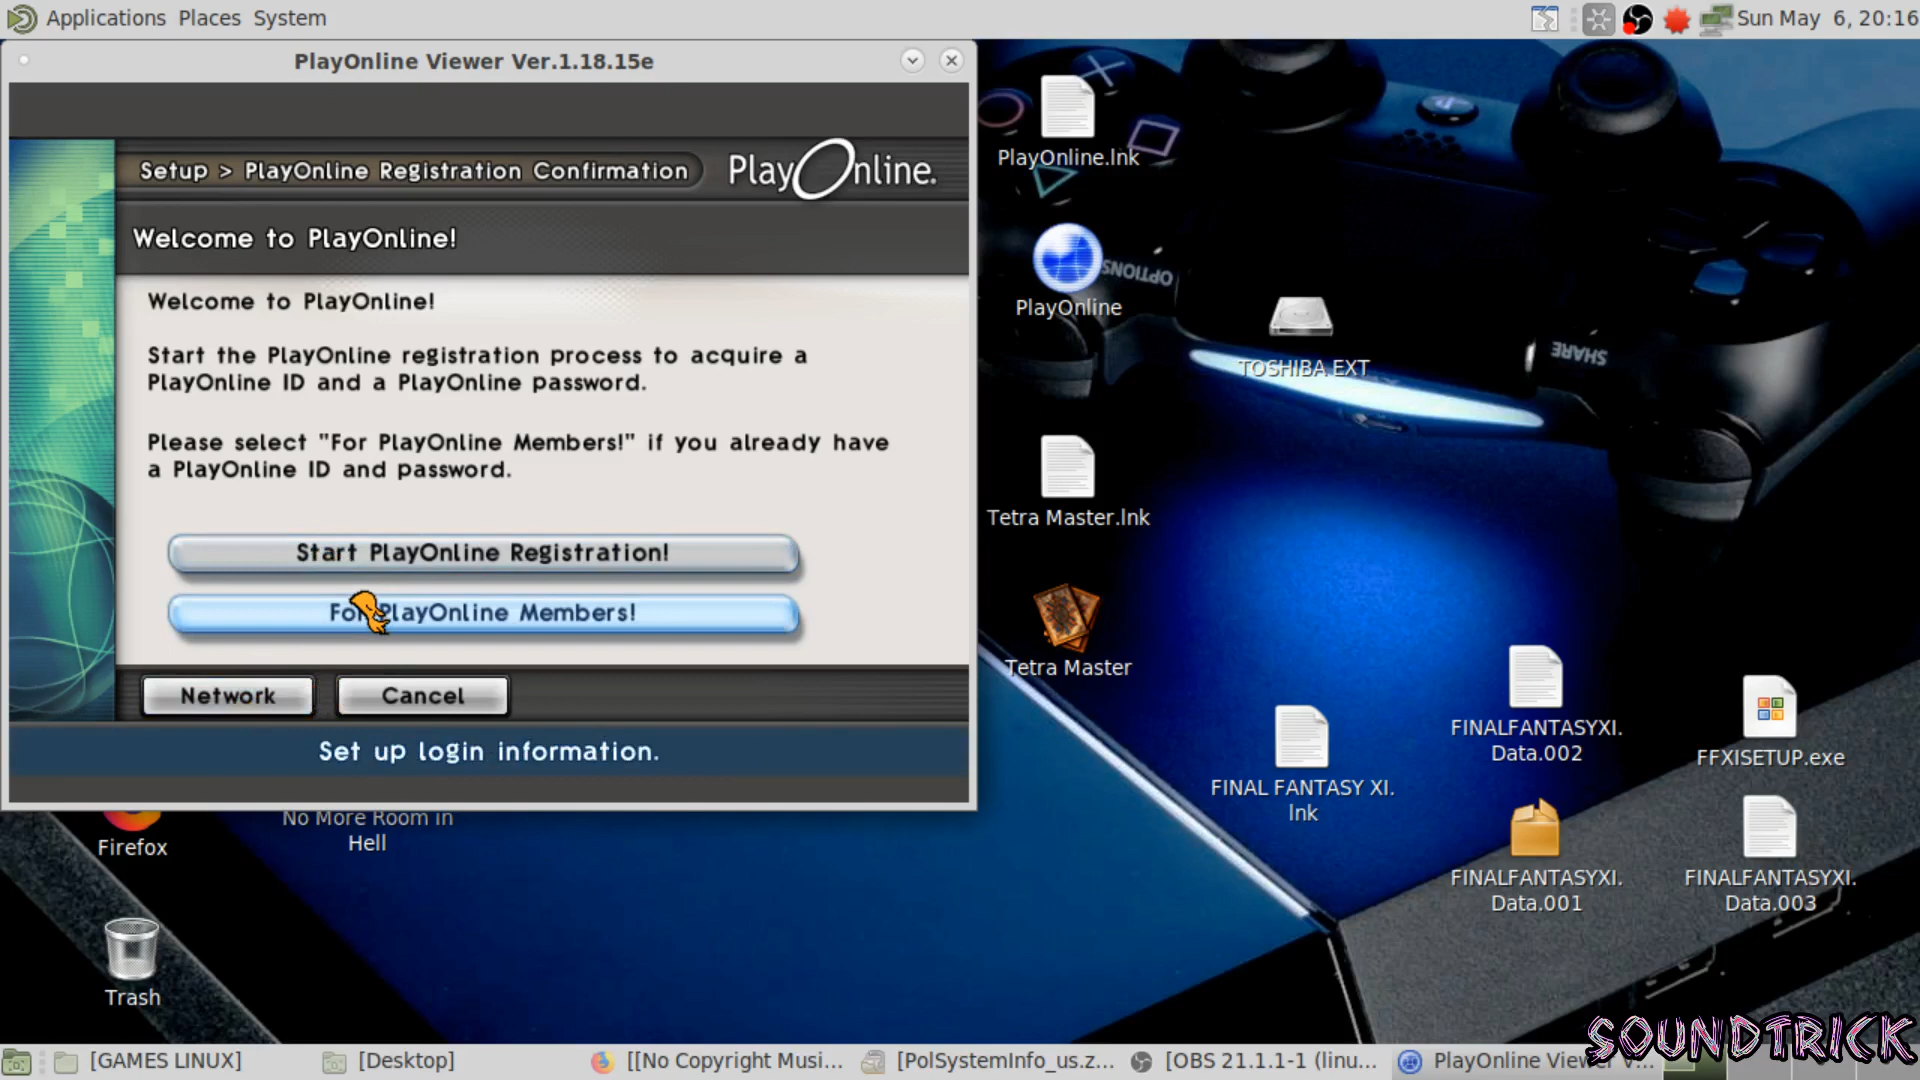 Applications Places System
Sun May 6, 20:16
PlayOnline Viewer Ver.1.18.15e
Setup > PlayOnline Registration Confirmation
PlayOnline.
Welcome to PlayOnline!
Welcome to PlayOnline!
Start the PlayOnline registration process to acquire a
PlayOnline ID and a PlayOnline password.
Please select "For PlayOnline Members!" if you already have
a PlayOnline ID and password.
Start PlayOnline Registration!
For PlayOnline Members!
Network
Cancel
Set up login information.
PlayOnline.lnk
PlayOnline
OPTIONS
SHARE
TOSHIBA EXT
Tetra Master.lnk
Tetra Master
FINAL FANTASY XI.
lnk
FINALFANTASYXI.
Data.002
FFXISETUP.exe
FINALFANTASYXI.
Data.001
FINALFANTASYXI.
Data.003
No More Room in
Hell
Firefox
Trash
SOUNDTRICK
[GAMES LINUX]
[Desktop]
[[No Copyright Musi...
[PolSystemInfo_us.z...
[OBS 21.1.1-1 (linu...
PlayOnline Viewer V...